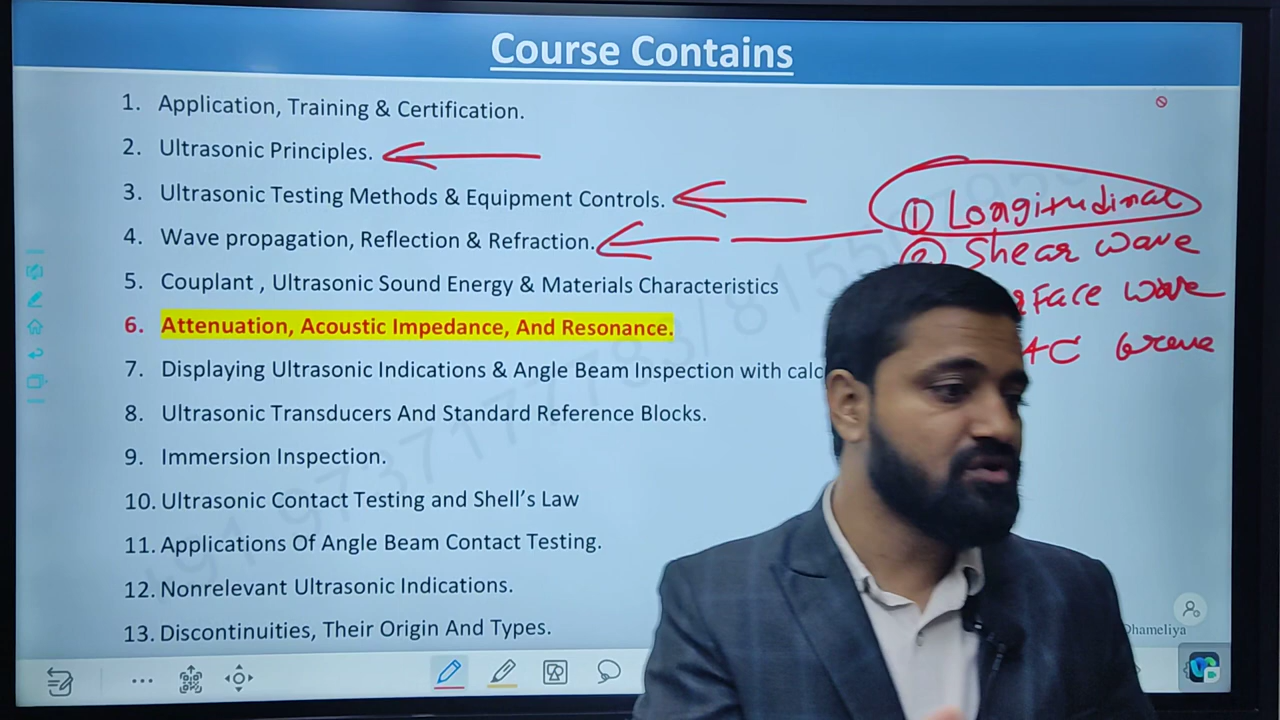 Course Contains
1. Application, Training & Certification.
2. Ultrasonic Principles.
3. Ultrasonic Testing Methods & Equipment Controls.
4. Wave propagation, Reflection & Refraction.
5. Couplant , Ultrasonic Sound Energy & Materials Characteristics
6. Attenuation, Acoustic Impedance, And Resonance.
7. Displaying Ultrasonic Indications & Angle Beam Inspection with calc
8. Ultrasonic Transducers And Standard Reference Blocks.
9. Immersion Inspection.
10. Ultrasonic Contact Testing and Shell's Law
11. Applications Of Angle Beam Contact Testing.
12. Nonrelevant Ultrasonic Indications.
13. Discontinuities, Their Origin And Types.
① Longitudinal
② Shear wave
rFace wave
wave
Dhameliya